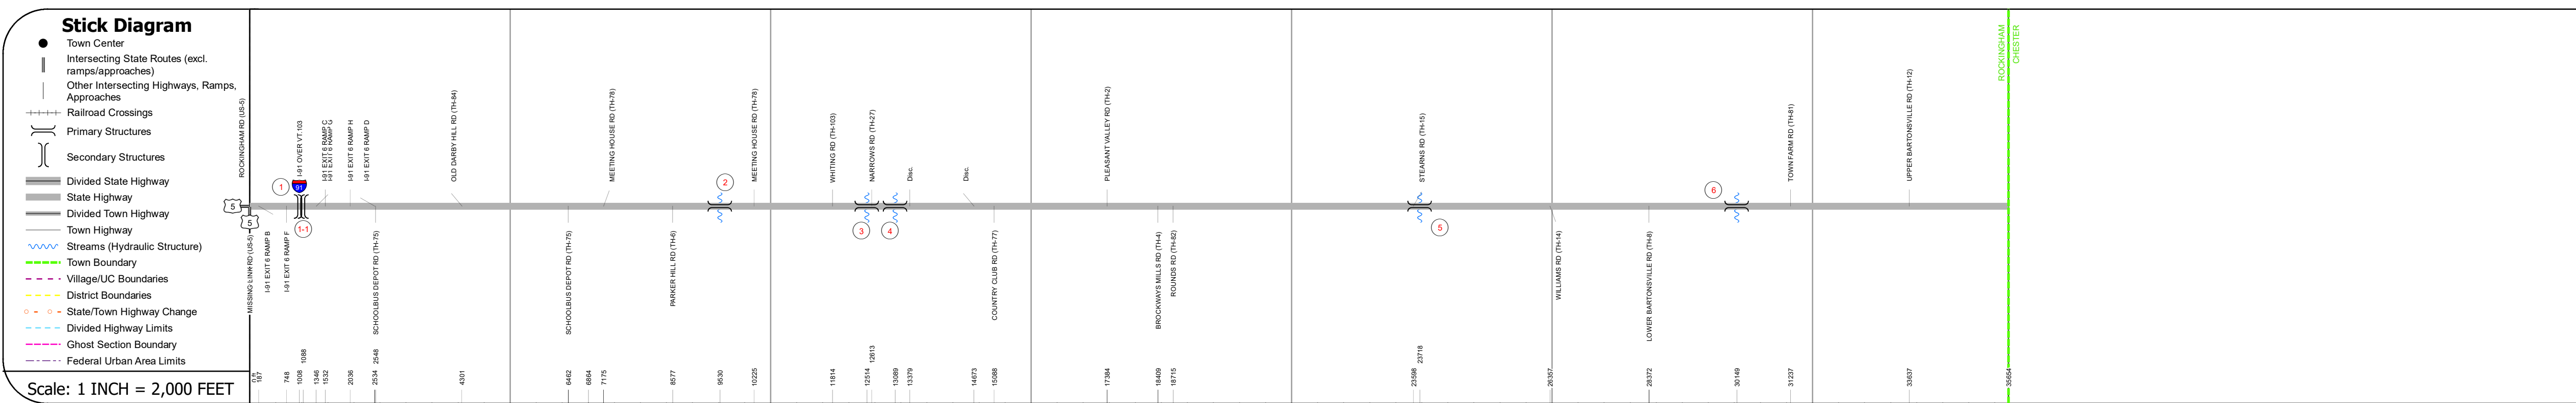 Stick Diagram
Town Center
Intersecting State Routes (excl.
ramps/approaches)
Other Intersecting Highways, Ramps,
Approaches
Railroad Crossings
Primary Structures
Secondary Structures
Divided State Highway
State Highway
Divided Town Highway
Town Highway
Streams (Hydraulic Structure)
Town Boundary
Village/UC Boundaries
District Boundaries
State/Town Highway Change
Divided Highway Limits
Ghost Section Boundary
Federal Urban Area Limits
Scale: 1 INCH = 2,000 FEET
ROCKINGHAM RD (US-5)
I-91 OVER VT.103
I-91 EXIT 6 RAMP C
I-91 EXIT 6 RAMP G
I-91 EXIT 6 RAMP H
I-91 EXIT 6 RAMP D
OLD DARBY HILL RD (TH-84)
MEETING HOUSE RD (TH-78)
MEETING HOUSE RD (TH-78)
WHITING RD (TH-103)
NARROWS RD (TH-27)
Disc.
Disc.
PLEASANT VALLEY RD (TH-2)
STEARNS RD (TH-15)
TOWN FARM RD (TH-81)
UPPER BARTONSVILLE RD (TH-12)
ROCKINGHAM
CHESTER
1
91
2
6
5
5
1-1
3
4
5
MISSING LINK RD (US-5)
I-91 EXIT 6 RAMP B
I-91 EXIT 6 RAMP F
SCHOOLBUS DEPOT RD (TH-75)
SCHOOLBUS DEPOT RD (TH-75)
PARKER HILL RD (TH-6)
COUNTRY CLUB RD (TH-77)
BROCKWAYS MILLS RD (TH-4)
ROUNDS RD (TH-82)
WILLIAMS RD (TH-14)
LOWER BARTONSVILLE RD (TH-8)
187
748
1008
1088
1346
1532
2036
2534
2548
4301
6462
6864
7175
8577
9530
10225
11814
12514
12613
13089
13379
14673
15088
17384
18409
18715
23598
23718
26357
28372
30149
31237
33637
35654